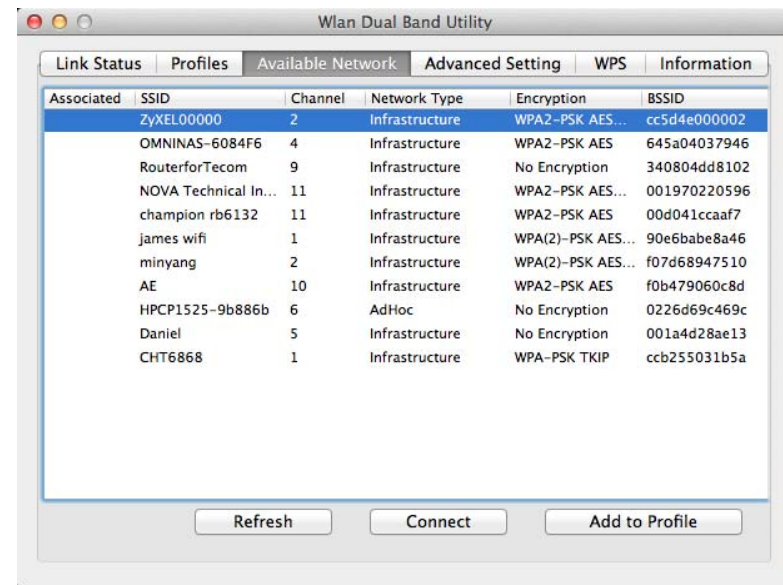 Wlan Dual Band Utility
Link Status Profiles Available Network Advanced Setting WPS Information
Associated SSID Channel Network Type Encryption BSSID
ZyXEL00000 2 Infrastructure WPA2-PSK AES... cc5d4e000002
OMNINAS-6084F6 4 Infrastructure WPA2-PSK AES 645a04037946
RouterforTecom 9 Infrastructure No Encryption 340804dd8102
NOVA Technical In... 11 Infrastructure WPA2-PSK AES... 001970220596
champion rb6132 11 Infrastructure WPA2-PSK AES 00d041ccaaf7
james wifi 1 Infrastructure WPA(2)-PSK AES... 90e6babe8a46
minyang 2 Infrastructure WPA(2)-PSK AES... f07d68947510
AE 10 Infrastructure WPA2-PSK AES f0b479060c8d
HPCP1525-9b886b 6 AdHoc No Encryption 0226d69c469c
Daniel 5 Infrastructure No Encryption 001a4d28ae13
CHT6868 1 Infrastructure WPA-PSK TKIP ccb255031b5a
Refresh Connect Add to Profile